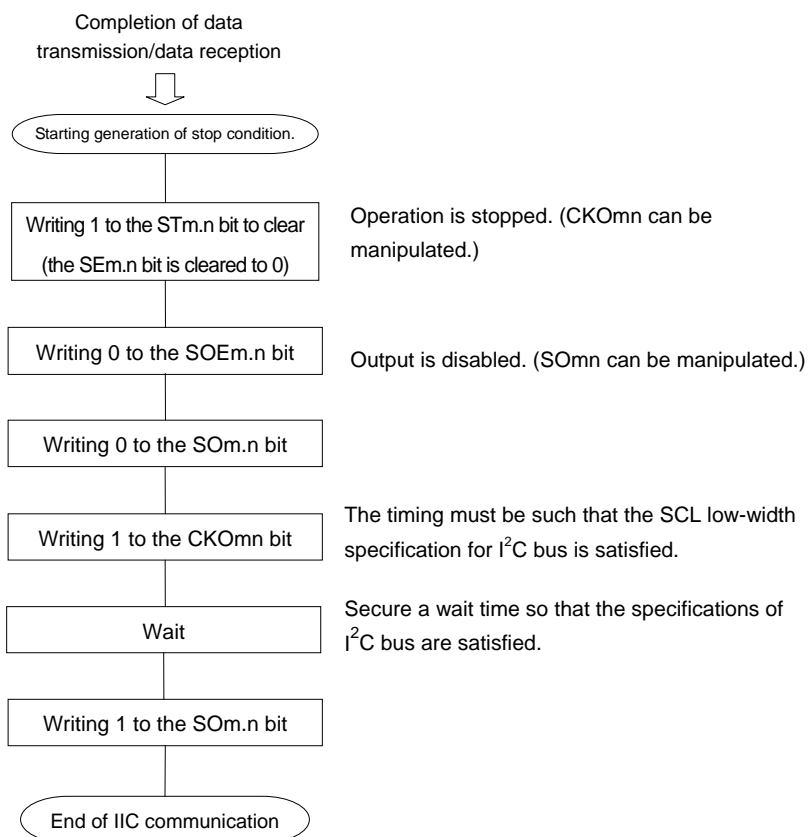 Completion of data
transmission/data reception
Starting generation of stop condition.
Writing 1 to the STm.n bit to clear
(the SEm.n bit is cleared to 0)
Operation is stopped. (CKOmn can be
manipulated.)
Writing 0 to the SOEm.n bit
Output is disabled. (SOmn can be manipulated.)
Writing 0 to the SOm.n bit
Writing 1 to the CKOmn bit
The timing must be such that the SCL low-width
specification for I²C bus is satisfied.
Wait
Secure a wait time so that the specifications of
I²C bus are satisfied.
Writing 1 to the SOm.n bit
End of IIC communication